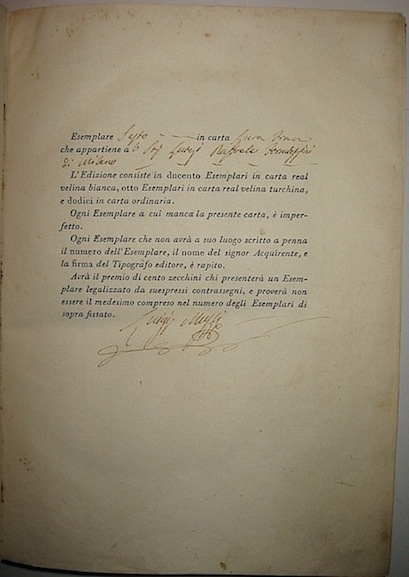 Esemplare Sesto in carta
che appartiene al Sig Luigi Raffaele
di Milano
L'Edizione consiste in ducento Esemplari in carta real
velina bianca, otto Esemplari in carta real velina turchina,
e dodici in carta ordinaria.
Ogni Esemplare a cui manca la presente carta, è imper-
fetto.
Ogni Esemplare che non avrà a suo luogo scritto a penna
il numero dell'Esemplare, il nome del signor Acquirente, e
la firma del Tipografo editore, è rapito.
Avrà il premio di cento zecchini chi presenterà un Esem-
plare legalizzato da suespressi contrassegni, e proverà non
essere il medesimo compreso nel numero degli Esemplari di
sopra fissato.
Luigi Mussi